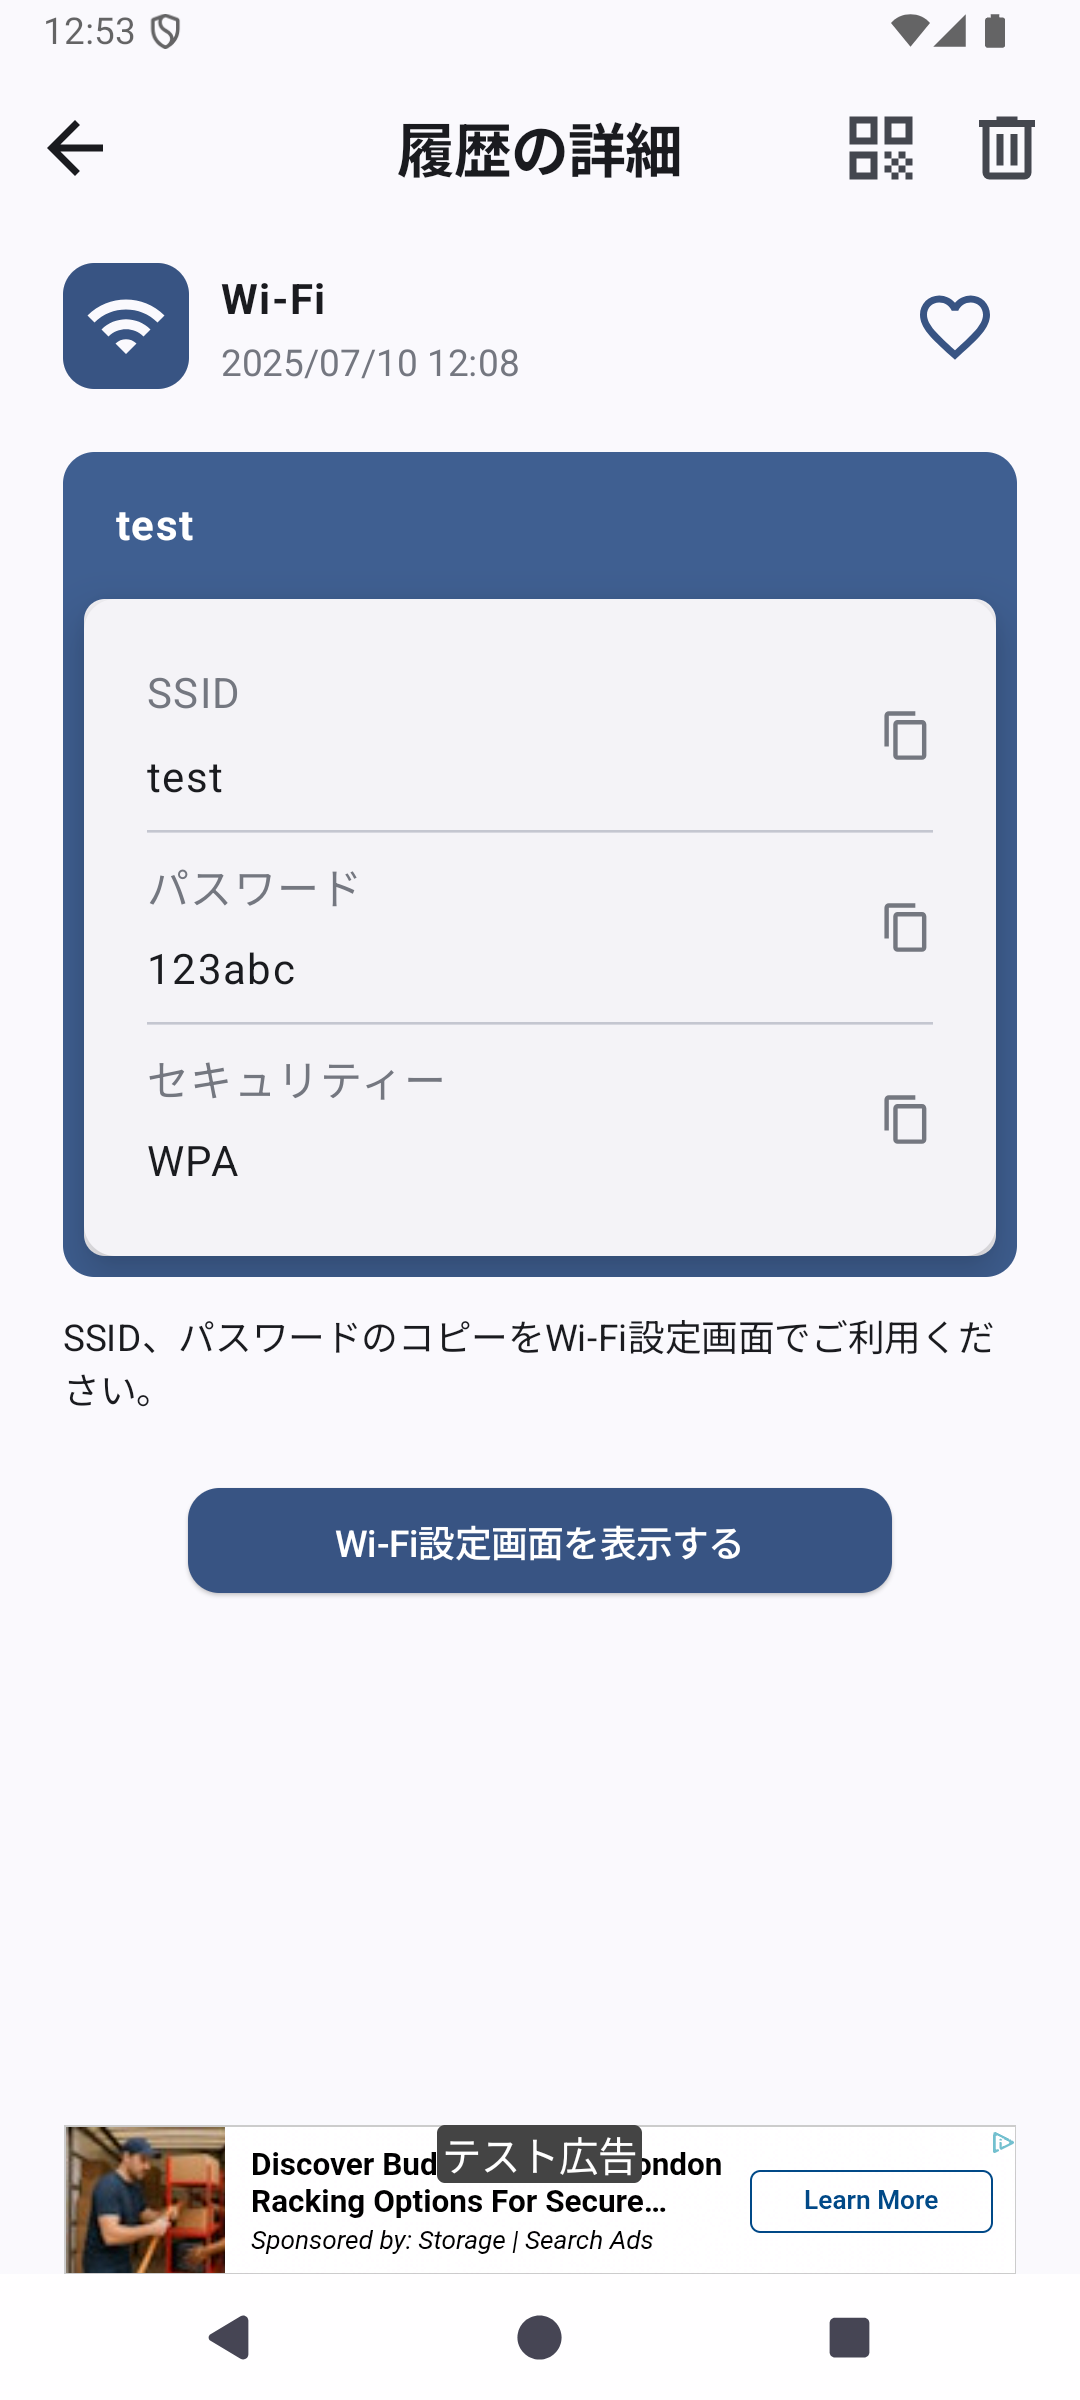 12:53
履歴の詳細
Wi-Fi
2025/07/10 12:08
test
SSID
test
パスワード
123abc
セキュリティー
WPA
SSID、パスワードのコピーをWi-Fi設定画面でご利用くだ
さい。
Wi-Fi設定画面を表示する
テスト広告
Discover Bud ondon
Racking Options For Secure...
Sponsored by: Storage | Search Ads
Learn More